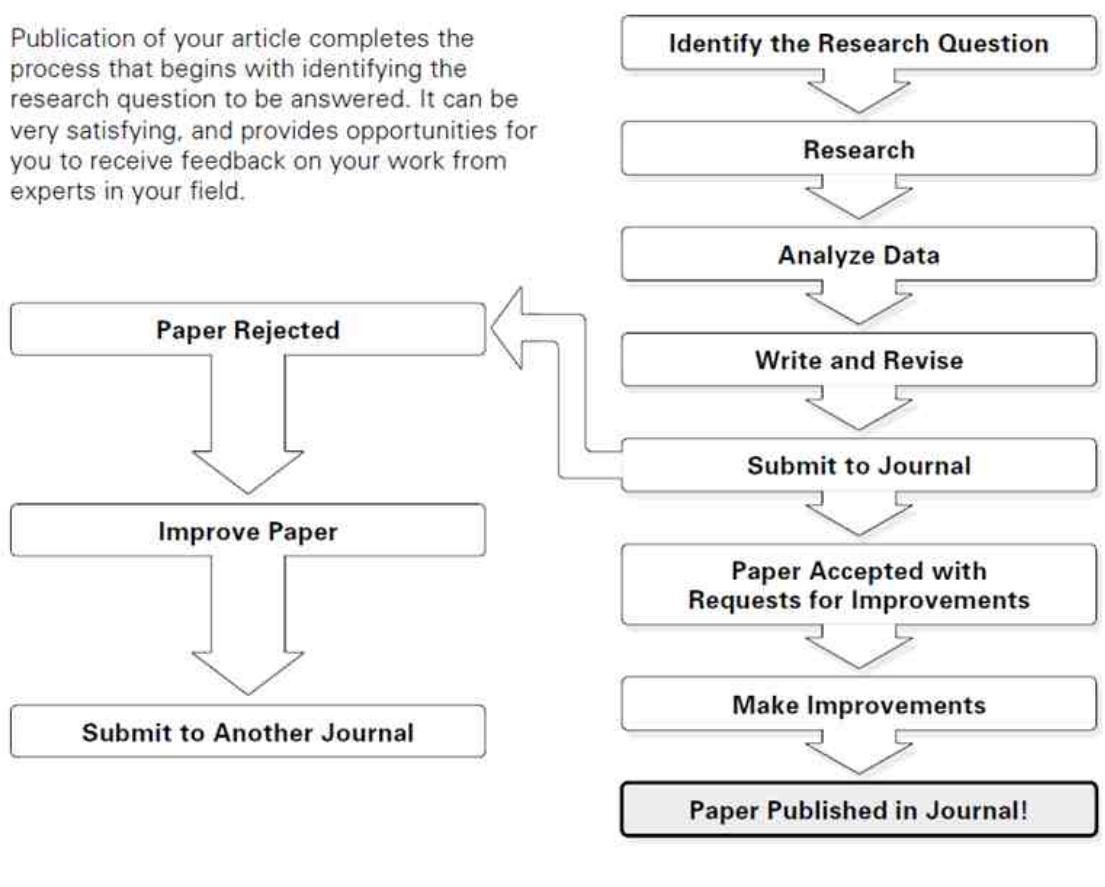 Publication of your article completes the
process that begins with identifying the
research question to be answered. It can be
very satisfying, and provides opportunities for
you to receive feedback on your work from
experts in your field.
Identify the Research Question
Research
Analyze Data
Write and Revise
Submit to Journal
Paper Accepted with
Requests for Improvements
Make Improvements
Paper Published in Journal!
Paper Rejected
Improve Paper
Submit to Another Journal